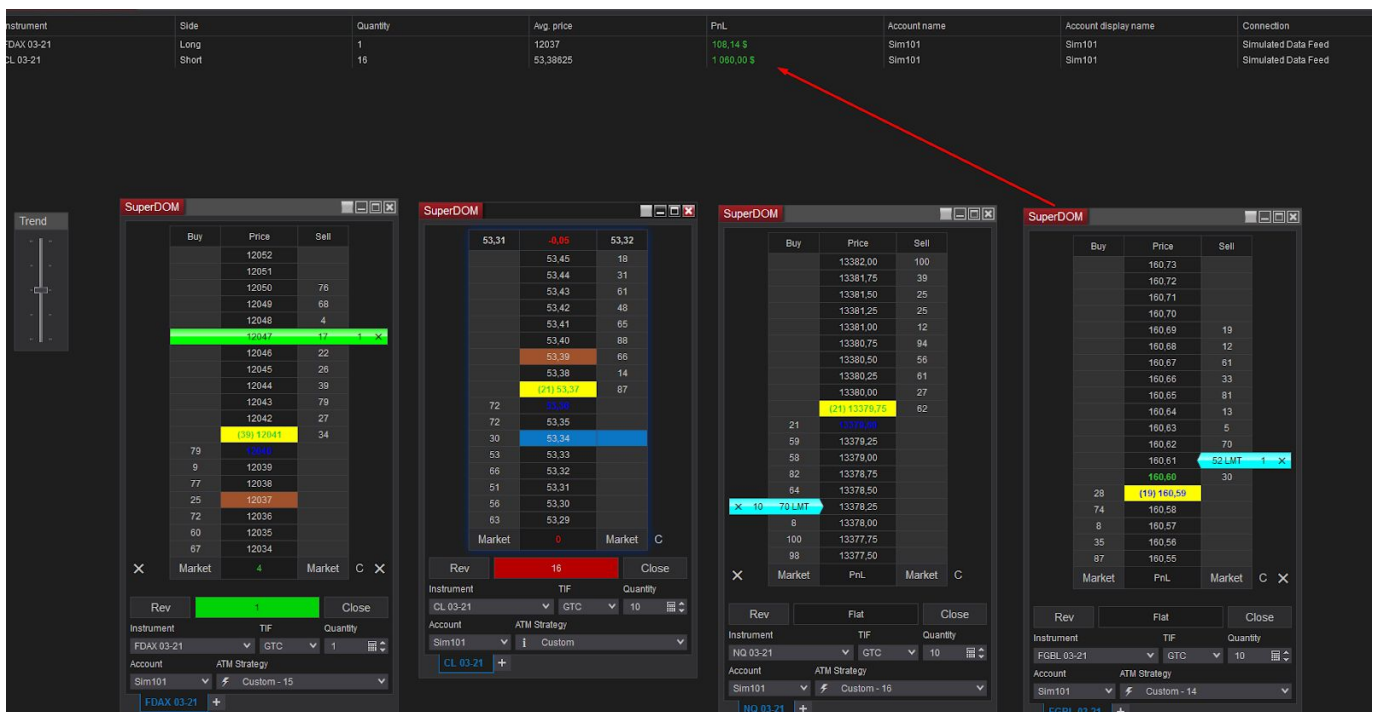 nstrument Side Quantity Avg. price PnL Account name Account display name Connection
FDAX 03-21 Long 1 12037 108,14 $ Sim101 Sim101 Simulated Data Feed
CL 03-21 Short 16 53,38625 1 060,00 $ Sim101 Sim101 Simulated Data Feed
Trend
SuperDOM
Buy Price Sell
12052
12051
12050 76
12049 68
12048 4
12047 17 1 X
12046 22
12045 26
12044 39
12043 79
12042 27
(39) 12041 34
79
9 12039
77 12038
25 12037
72 12036
60 12035
67 12034
X Market 4 Market C X
Rev 1 Close
Instrument TIF Quantity
FDAX 03-21 GTC 1
Account ATM Strategy
Sim101 Custom - 15
FDAX 03-21 +
SuperDOM
53,31 -0,05 53,32
53,45 18
53,44 31
53,43 61
53,42 48
53,41 65
53,40 88
53,39 66
53,38 14
(21) 53,37 87
72
72 53,35
30 53,34
53 53,33
66 53,32
51 53,31
56 53,30
63 53,29
Market 0 Market C
Rev 16 Close
Instrument TIF Quantity
CL 03-21 GTC 10
Account ATM Strategy
Sim101 i Custom
CL 03-21 +
SuperDOM
Buy Price Sell
13382,00 100
13381,75 39
13381,50 25
13381,25 25
13381,00 12
13380,75 94
13380,50 56
13380,25 61
13380,00 27
(21) 13379,75 62
21
59 13379,25
58 13379,00
82 13378,75
64 13378,50
X 10 70 LMT 13378,25
8 13378,00
100 13377,75
98 13377,50
X Market PnL Market C
Rev Flat Close
Instrument TIF Quantity
NQ 03-21 GTC 10
Account ATM Strategy
Sim101 Custom - 16
NQ 03-21 +
SuperDOM
Buy Price Sell
160,73
160,72
160,71
160,70
160,69 19
160,68 12
160,67 61
160,66 33
160,65 81
160,64 13
160,63 5
160,62 70
160,61 52 LMT 1 X
160,60 30
28 (19) 160,59
74 160,58
8 160,57
35 160,56
87 160,55
Market PnL Market C X
Rev Flat Close
Instrument TIF Quantity
FGBL 03-21 GTC 10
Account ATM Strategy
Sim101 Custom - 14
FGBL 03-21 +